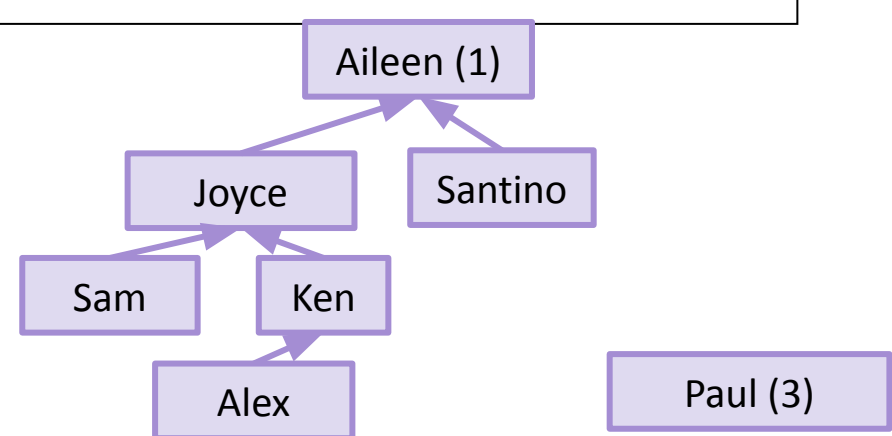 Aileen (1)
Joyce
Santino
Sam
Ken
Alex
Paul (3)